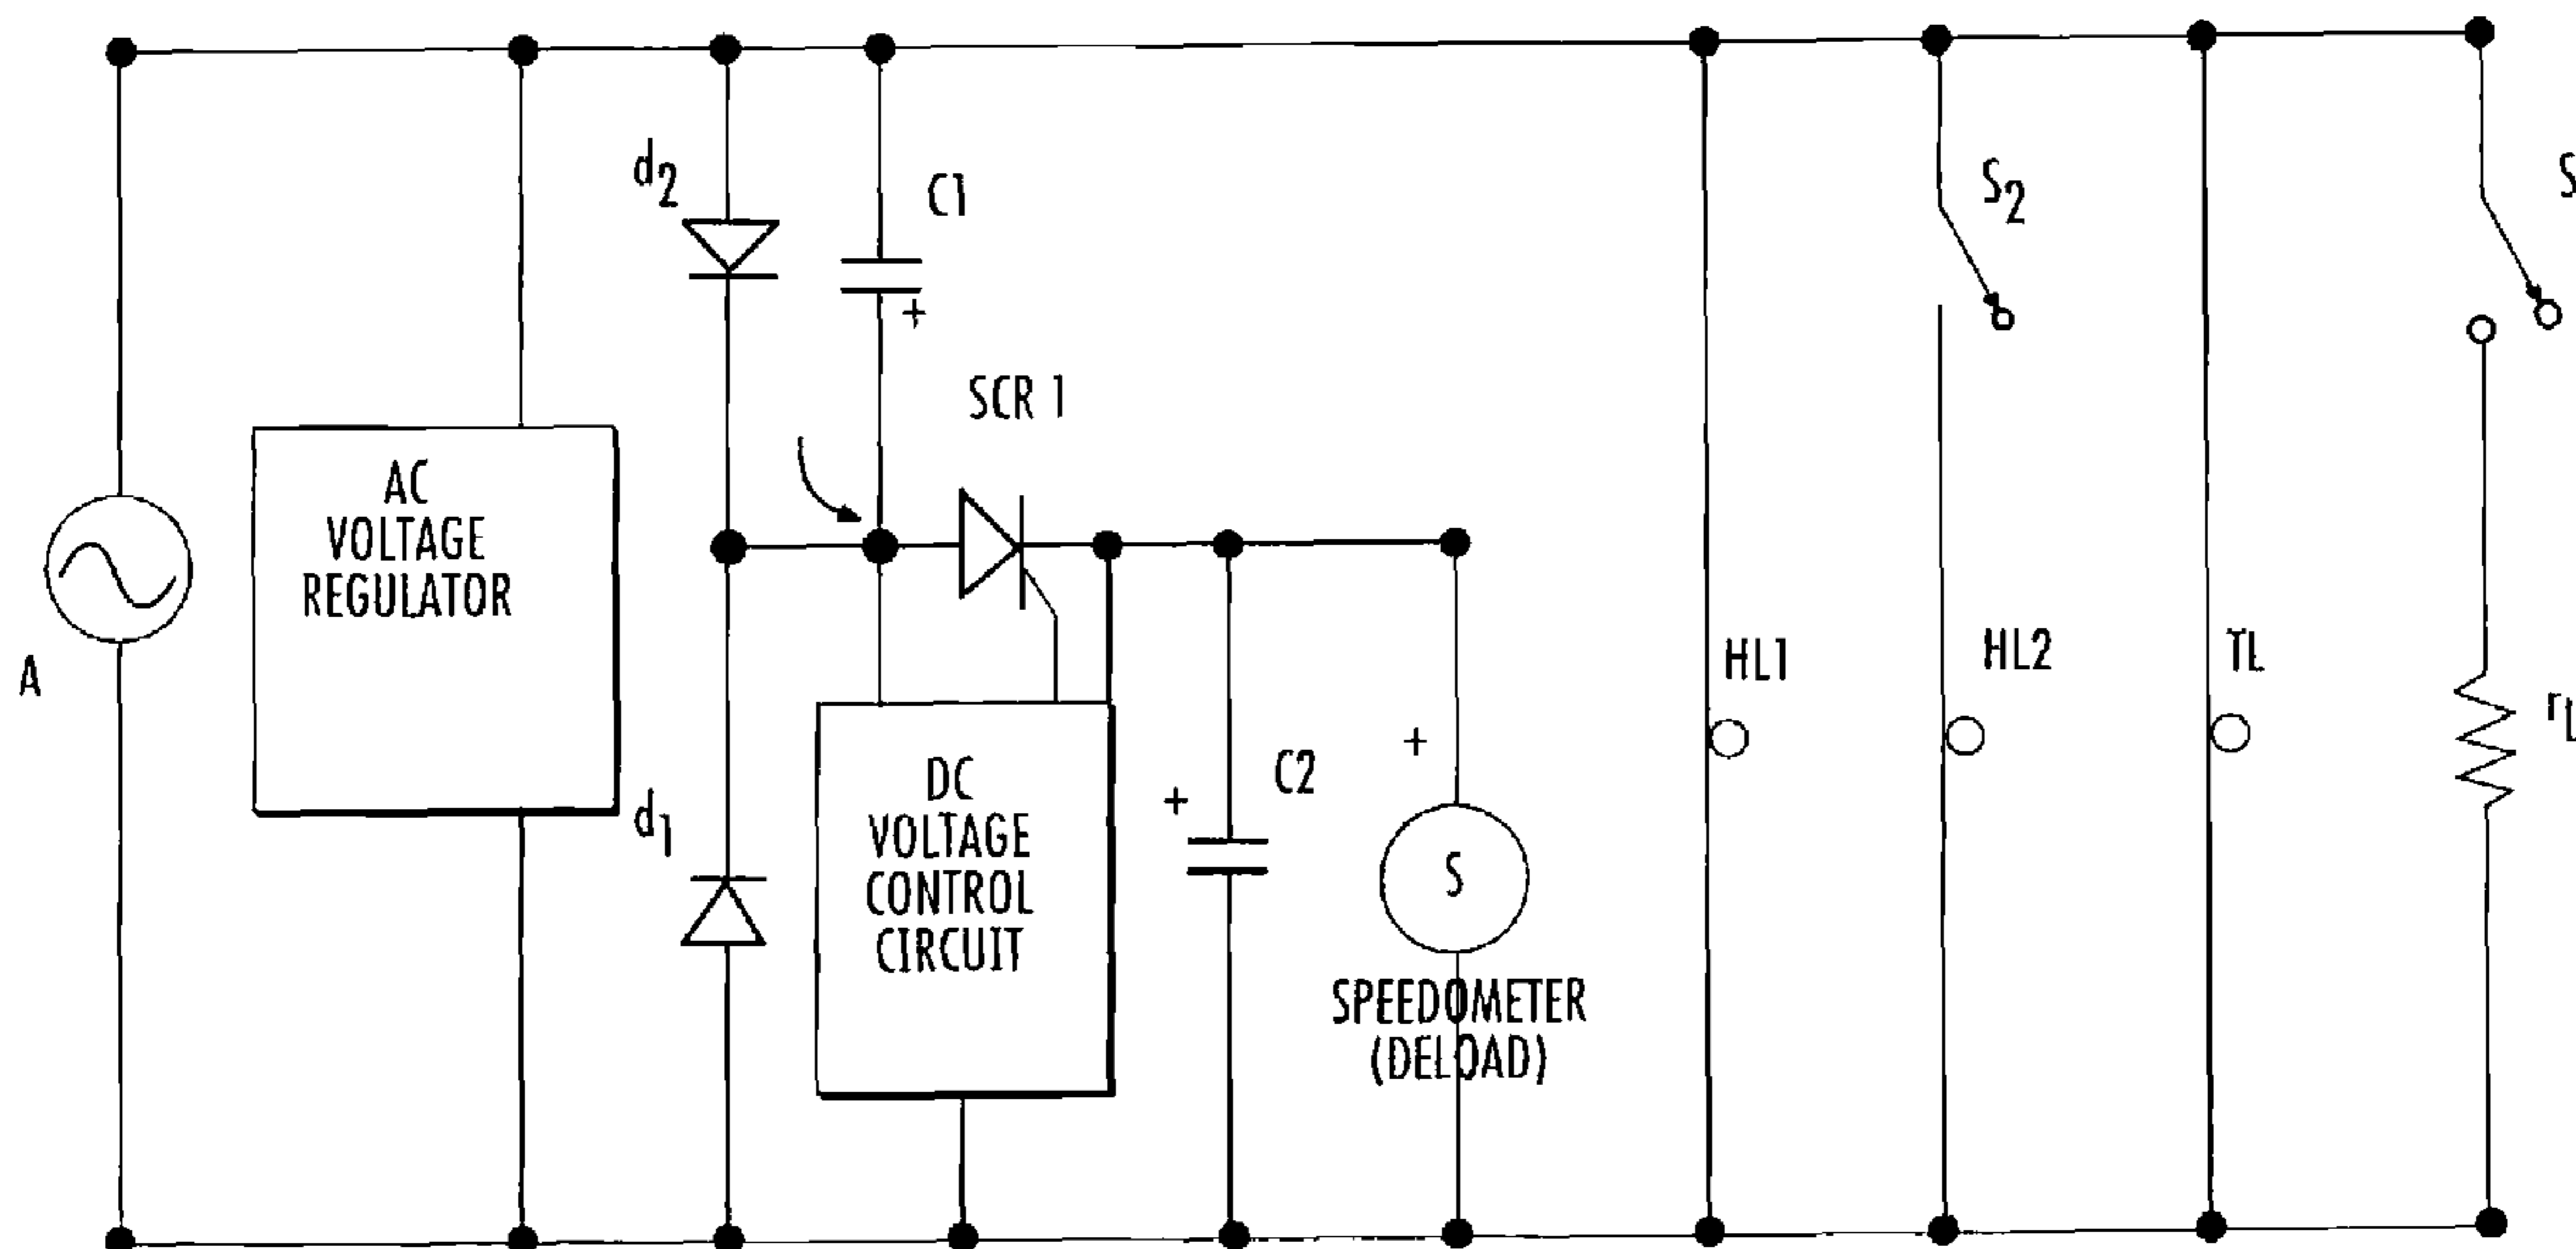 d2
C1
S2
S
SCR 1
AC
VOLTAGE
REGULATOR
A
HL1
HL2
TL
rL
d1
DC
VOLTAGE
CONTROL
CIRCUIT
+
+
+
C2
S
SPEEDOMETER
(DELOAD)